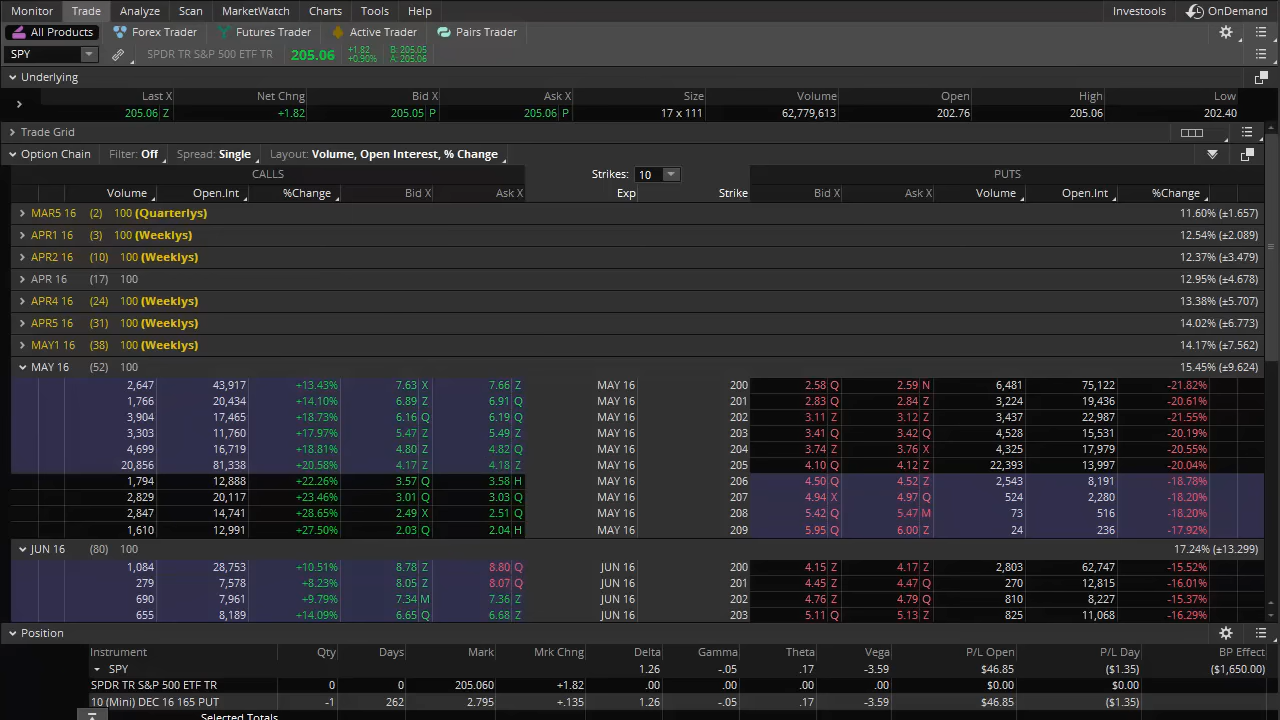 Monitor Trade Analyze Scan MarketWatch Charts Tools Help Investools OnDemand
All Products Forex Trader Futures Trader Active Trader Pairs Trader
SPY SPDR TR S&P 500 ETF TR 205.06 +1.82 +0.90% B: 205.05 A: 205.06
Underlying
Last X Net Chng Bid X Ask X Size Volume Open High Low
205.06 Z +1.82 205.05 P 205.06 P 17 x 111 62,779,613 202.76 205.06 202.40
Trade Grid
Option Chain Filter: Off Spread: Single Layout: Volume, Open Interest, % Change
CALLS Strikes: 10 PUTS
Volume Open.Int %Change Bid X Ask X Exp Strike Bid X Ask X Volume Open.Int %Change
MAR5 16 (2) 100 (Quarterlys) 11.60% (±1.657)
APR1 16 (3) 100 (Weeklys) 12.54% (±2.089)
APR2 16 (10) 100 (Weeklys) 12.37% (±3.479)
APR 16 (17) 100 12.95% (±4.678)
APR4 16 (24) 100 (Weeklys) 13.38% (±5.707)
APR5 16 (31) 100 (Weeklys) 14.02% (±6.773)
MAY1 16 (38) 100 (Weeklys) 14.17% (±7.562)
MAY 16 (52) 100 15.45% (±9.624)
2,647 43,917 +13.43% 7.63 X 7.66 Z MAY 16 200 2.58 Q 2.59 N 6,481 75,122 -21.82%
1,766 20,434 +14.10% 6.89 Z 6.91 Q MAY 16 201 2.83 Q 2.84 Z 3,224 19,436 -20.61%
3,904 17,465 +18.73% 6.16 Q 6.19 Q MAY 16 202 3.11 Z 3.12 Z 3,437 22,987 -21.55%
3,303 11,760 +17.97% 5.47 Z 5.49 Z MAY 16 203 3.41 Q 3.42 Q 4,528 15,531 -20.19%
4,699 16,719 +18.81% 4.80 Z 4.82 Q MAY 16 204 3.74 Z 3.76 X 4,325 17,979 -20.55%
20,856 81,338 +20.58% 4.17 Z 4.18 Z MAY 16 205 4.10 Q 4.12 Z 22,393 13,997 -20.04%
1,794 12,888 +22.26% 3.57 Q 3.58 H MAY 16 206 4.50 Q 4.52 Z 2,543 8,191 -18.78%
2,829 20,117 +23.46% 3.01 Q 3.03 Q MAY 16 207 4.94 X 4.97 Q 524 2,280 -18.20%
2,847 14,741 +28.65% 2.49 X 2.51 Q MAY 16 208 5.42 Q 5.47 M 73 516 -18.20%
1,610 12,991 +27.50% 2.03 Q 2.04 H MAY 16 209 5.95 Q 6.00 Z 24 236 -17.92%
JUN 16 (80) 100 17.24% (±13.299)
1,084 28,753 +10.51% 8.78 Z 8.80 Q JUN 16 200 4.15 Z 4.17 Z 2,803 62,747 -15.52%
279 7,578 +8.23% 8.05 Z 8.07 Q JUN 16 201 4.45 Z 4.47 Q 270 12,815 -16.01%
690 7,961 +9.79% 7.34 M 7.36 Z JUN 16 202 4.76 Z 4.79 Q 810 8,227 -15.37%
655 8,189 +14.09% 6.65 Q 6.68 Z JUN 16 203 5.11 Q 5.13 Z 825 11,068 -16.29%
Position
Instrument Qty Days Mark Mrk Chng Delta Gamma Theta Vega P/L Open P/L Day BP Effect
SPY 1.26 -.05 .17 -3.59 $46.85 ($1.35) ($1,650.00)
SPDR TR S&P 500 ETF TR 0 0 205.060 +1.82 .00 .00 .00 .00 $0.00 $0.00
10 (Mini) DEC 16 165 PUT -1 262 2.795 +.135 1.26 -.05 .17 -3.59 $46.85 ($1.35)
Selected Totals